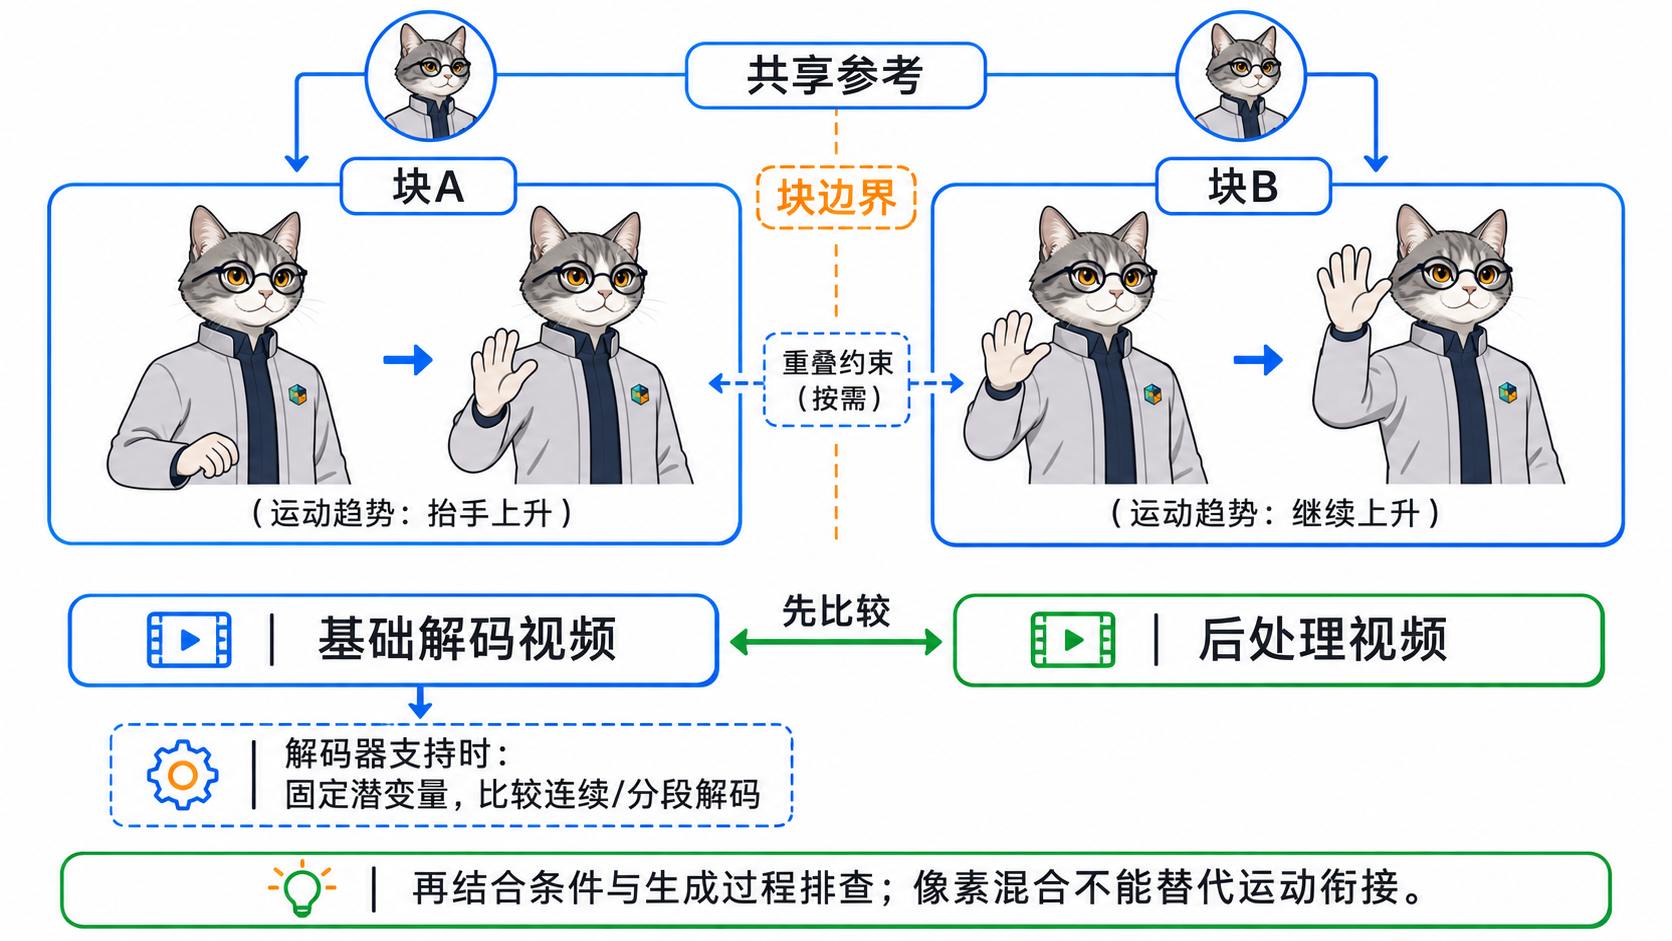 共享参考
块A
块边界
块B
重叠约束
（按需）
（运动趋势：抬手上升）
（运动趋势：继续上升）
基础解码视频
先比较
后处理视频
解码器支持时：
固定潜变量，比较连续/分段解码
再结合条件与生成过程排查；像素混合不能替代运动衔接。